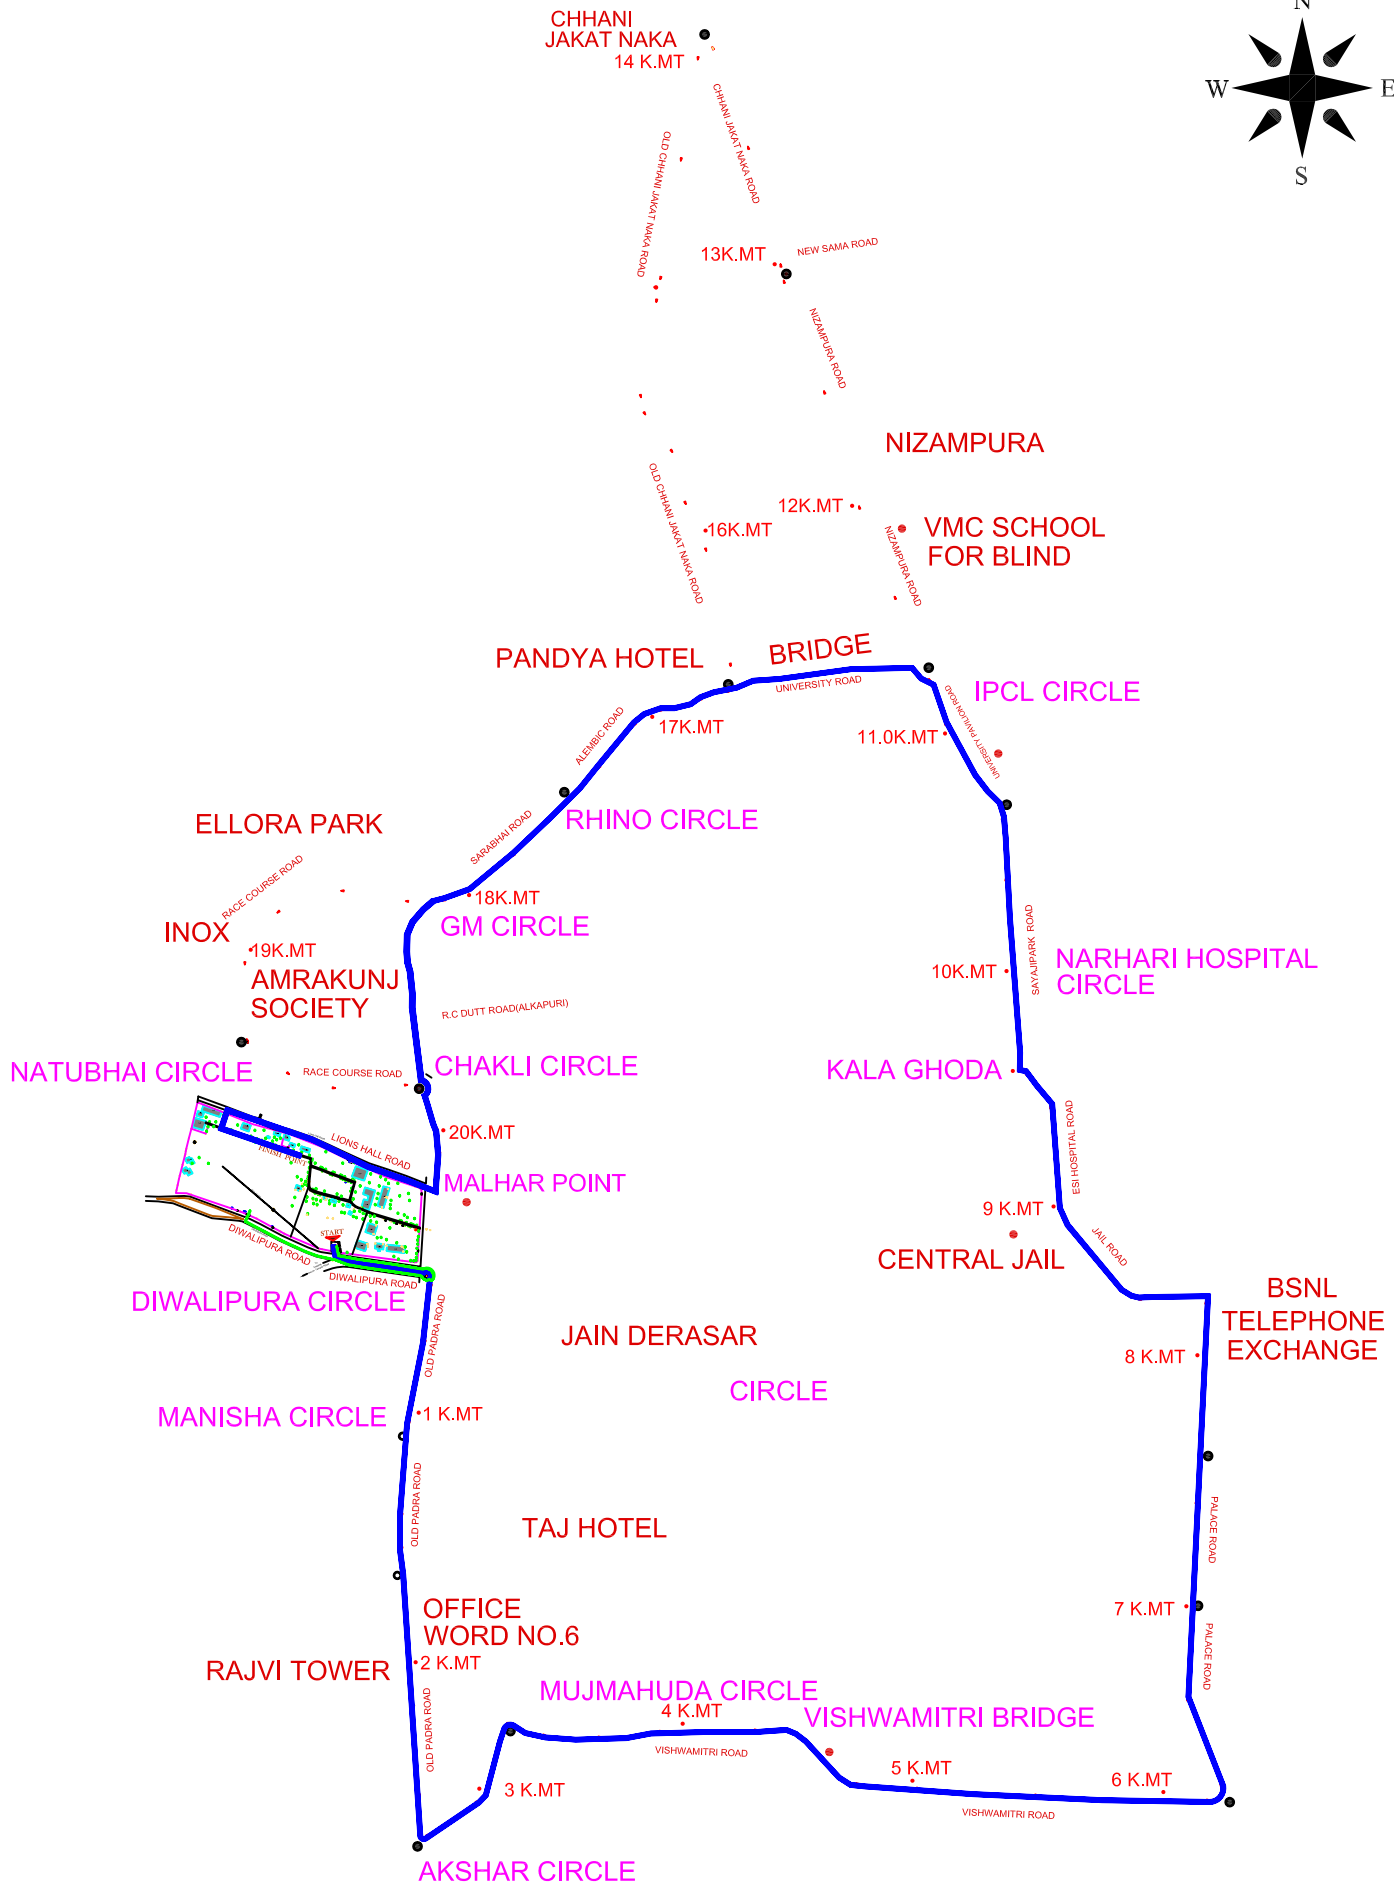 N
CHHANI
JAKAT NAKA
14 K.MT
W
E
S
CHHANI JAKAT NAKA ROAD
OLD CHHANI JAKAT NAKA ROAD
13K.MT
NEW SAMA ROAD
NIZAMPURA ROAD
NIZAMPURA
OLD CHHANI JAKAT NAKA ROAD
12K.MT
16K.MT
NIZAMPURA ROAD
VMC SCHOOL
FOR BLIND
PANDYA HOTEL
BRIDGE
UNIVERSITY ROAD
IPCL CIRCLE
UNIVERSITY PAVILION ROAD
ALEMBIC ROAD
17K.MT
11.0K.MT
ELLORA PARK
RHINO CIRCLE
SARABHAI ROAD
RACE COURSE ROAD
18K.MT
GM CIRCLE
INOX
19K.MT
AMRAKUNJ
SOCIETY
10K.MT
SAYAJIPARK ROAD
NARHARI HOSPITAL
CIRCLE
R.C DUTT ROAD(ALKAPURI)
NATUBHAI CIRCLE
RACE COURSE ROAD
CHAKLI CIRCLE
KALA GHODA
20K.MT
LIONS HALL ROAD
FINISH POINT
ESI HOSPITAL ROAD
MALHAR POINT
9 K.MT
START
DIWALIPURA ROAD
JAIL ROAD
CENTRAL JAIL
DIWALIPURA ROAD
DIWALIPURA CIRCLE
BSNL
TELEPHONE
EXCHANGE
OLD PADRA ROAD
JAIN DERASAR
8 K.MT
CIRCLE
MANISHA CIRCLE
1 K.MT
OLD PADRA ROAD
TAJ HOTEL
PALACE ROAD
OFFICE
WORD NO.6
7 K.MT
RAJVI TOWER
2 K.MT
PALACE ROAD
OLD PADRA ROAD
MUJMAHUDA CIRCLE
4 K.MT
VISHWAMITRI BRIDGE
VISHWAMITRI ROAD
3 K.MT
5 K.MT
6 K.MT
VISHWAMITRI ROAD
AKSHAR CIRCLE